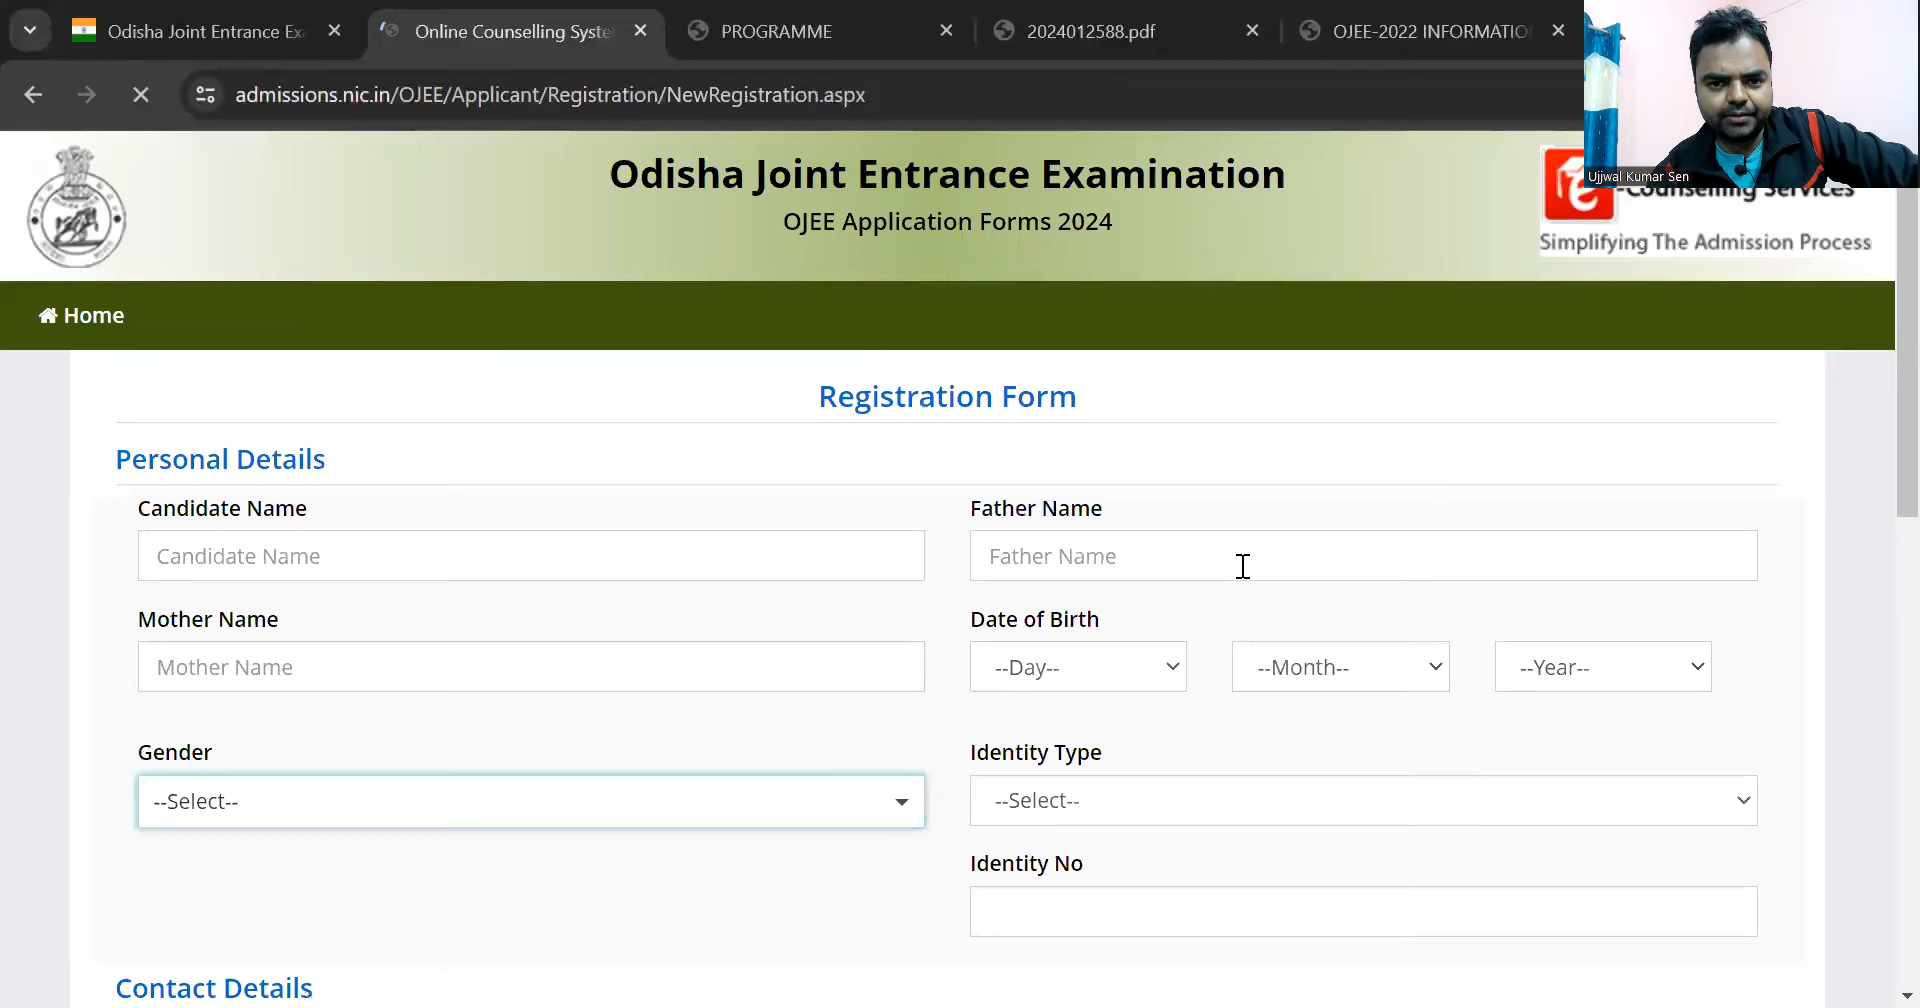 Odisha Joint Entrance Ex
Online Counselling Syste
PROGRAMME
2024012588.pdf
OJEE-2022 INFORMATIO
admissions.nic.in/OJEE/Applicant/Registration/NewRegistration.aspx
Ujjwal Kumar Sen
Odisha Joint Entrance Examination
OJEE Application Forms 2024
-Counselling Services
Simplifying The Admission Process
Home
Registration Form
Personal Details
Candidate Name
Father Name
Candidate Name
Father Name
Mother Name
Date of Birth
Mother Name
--Day--
--Month--
--Year--
Gender
Identity Type
--Select--
--Select--
Identity No
Contact Details